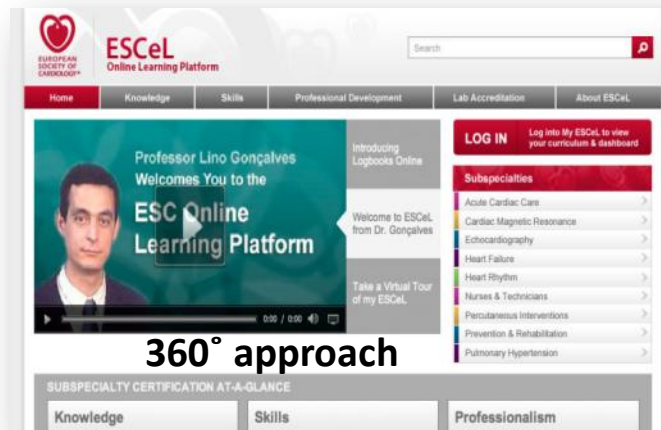 EUROPEAN
SOCIETY OF
CARDIOLOGY®
ESCeL
Online Learning Platform
Search
Home
Knowledge
Skills
Professional Development
Lab Accreditation
About ESCeL
Professor Lino Gonçalves
Welcomes You to the
ESC Online
Learning Platform
Introducing
Logbooks Online
Welcome to ESCeL
from Dr. Gonçalves
Take a Virtual Tour
of my ESCeL
0:00 / 0:00
LOG IN
Log into My ESCeL to view
your curriculum & dashboard
Subspecialties
Acute Cardiac Care
Cardiac Magnetic Resonance
Echocardiography
Heart Failure
Heart Rhythm
Nurses & Technicians
Percutaneous Interventions
Prevention & Rehabilitation
Pulmonary Hypertension
360˚ approach
SUBSPECIALTY CERTIFICATION AT-A-GLANCE
Knowledge
Skills
Professionalism